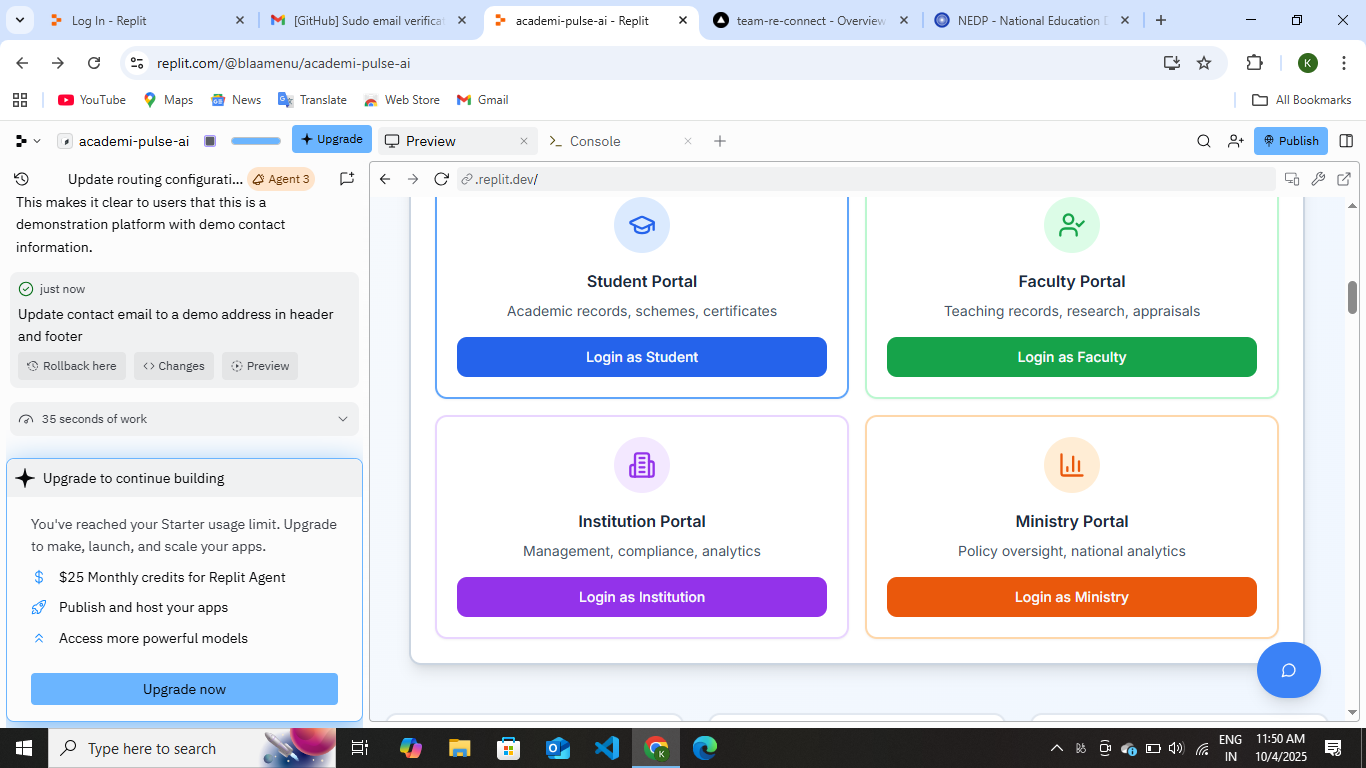 Log In - Replit
[GitHub] Sudo email verificat
academi-pulse-ai - Replit
team-re-connect - Overview
NEDP - National Education D
replit.com/@blaamenu/academi-pulse-ai
K
YouTube
Maps
News
Translate
Web Store
Gmail
All Bookmarks
academi-pulse-ai
Upgrade
Preview
Console
Publish
Update routing configurati...
Agent 3
.replit.dev/
This makes it clear to users that this is a
demonstration platform with demo contact
information.
just now
Update contact email to a demo address in header
and footer
Rollback here
Changes
Preview
35 seconds of work
Upgrade to continue building
You've reached your Starter usage limit. Upgrade
to make, launch, and scale your apps.
$25 Monthly credits for Replit Agent
Publish and host your apps
Access more powerful models
Upgrade now
Student Portal
Academic records, schemes, certificates
Login as Student
Faculty Portal
Teaching records, research, appraisals
Login as Faculty
Institution Portal
Management, compliance, analytics
Login as Institution
Ministry Portal
Policy oversight, national analytics
Login as Ministry
Type here to search
ENG
IN
11:50 AM
10/4/2025